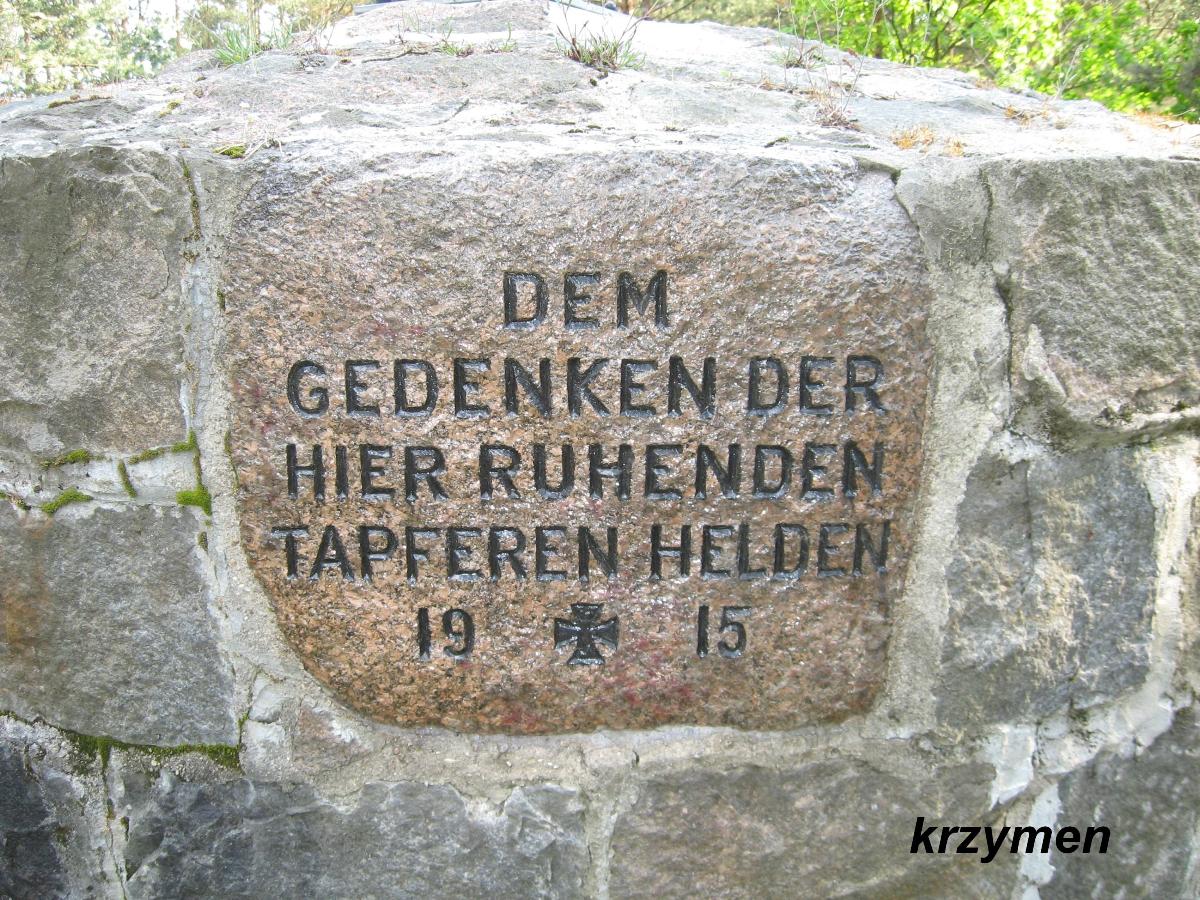 DEM
GEDENKEN DER
HIER RUHENDEN
TAPFEREN HELDEN
19 15
krzymen